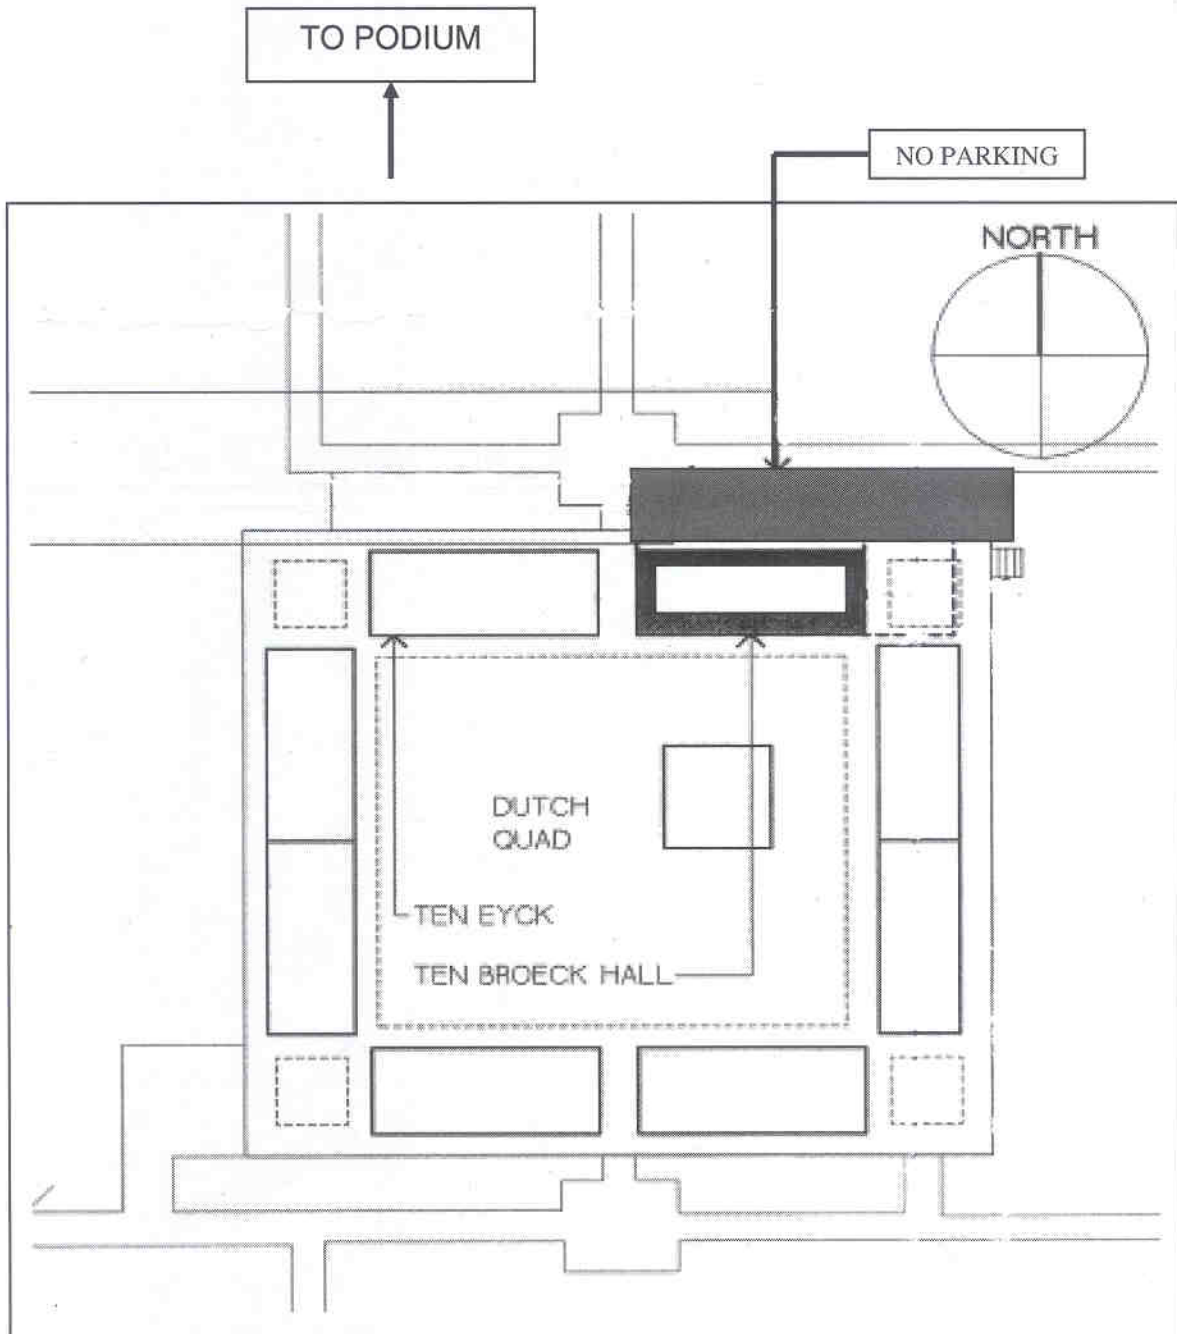 TO PODIUM
NO PARKING
NORTH
DUTCH
QUAD
TEN EYCK
TEN BROECK HALL